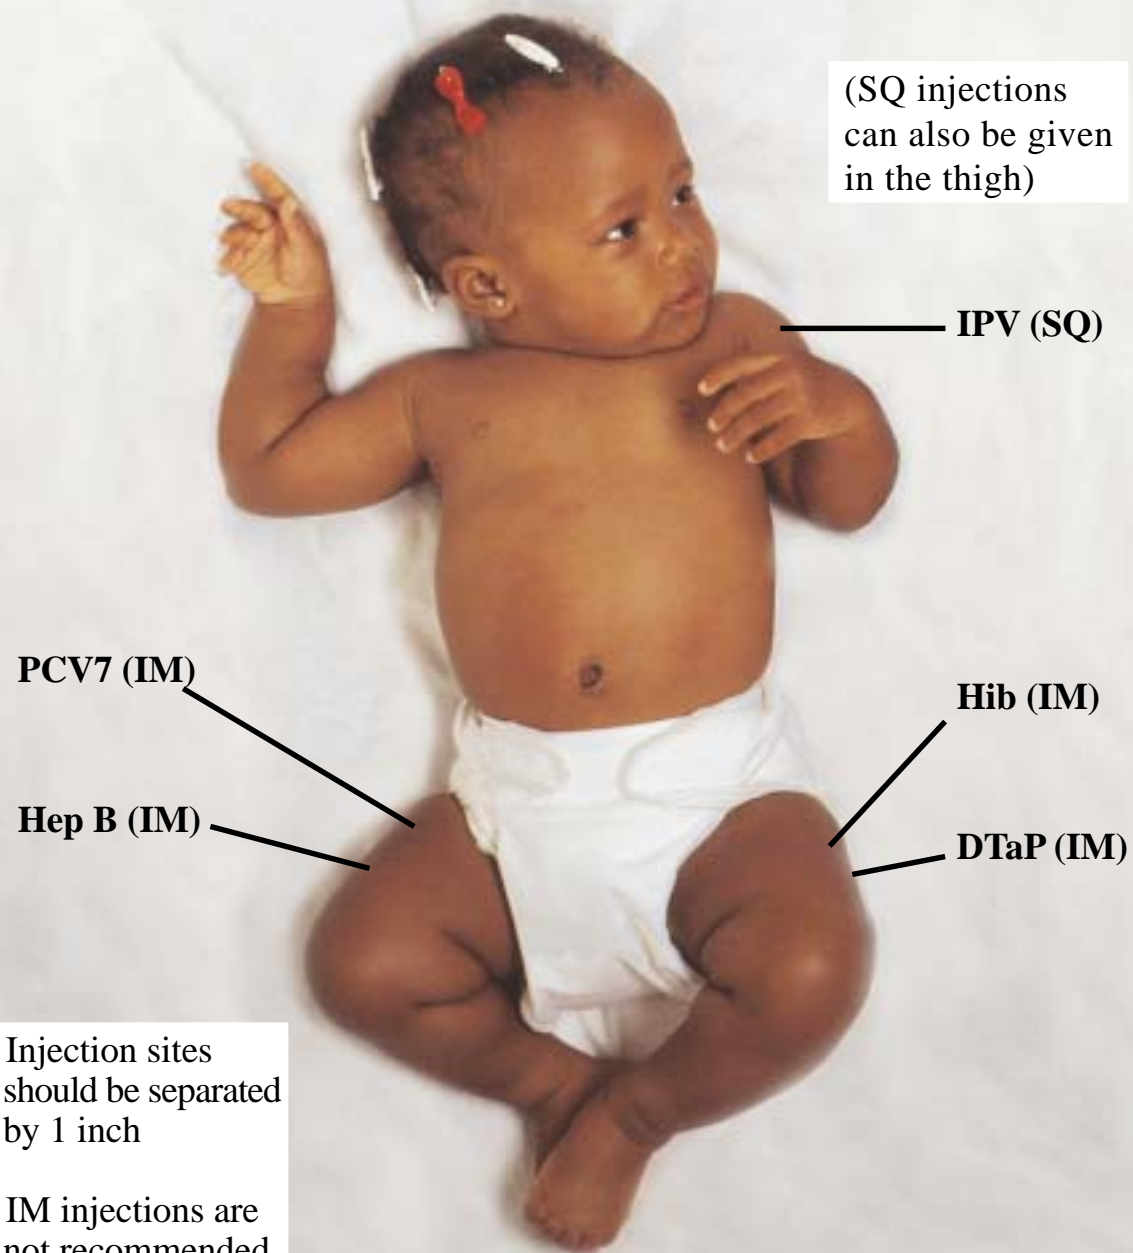 (SQ injections
can also be given
in the thigh)
IPV (SQ)
PCV7 (IM)
Hib (IM)
Hep B (IM)
DTaP (IM)
Injection sites
should be separated
by 1 inch
IM injections are
not recommended